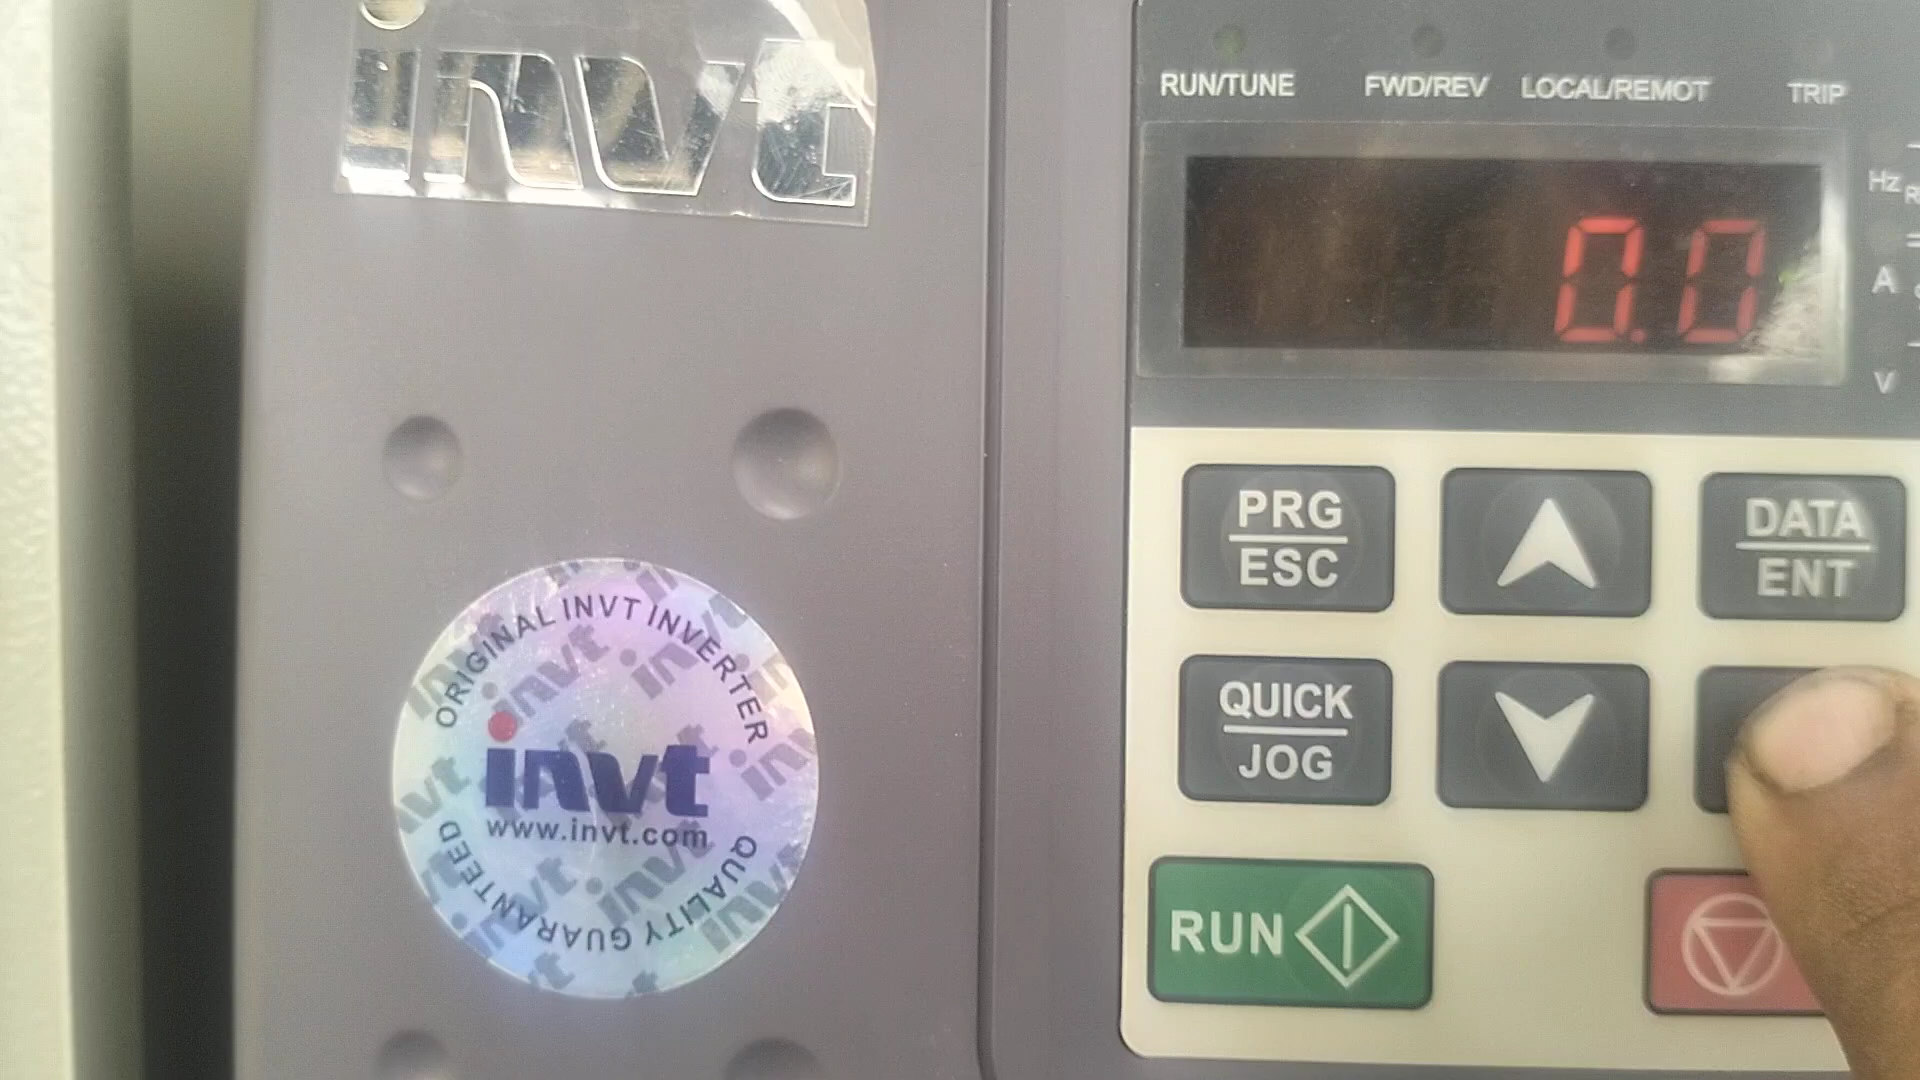 invt
RUN/TUNE
FWD/REV
LOCAL/REMOT
TRIP
Hz
A
V
0.0
PRG
ESC
DATA
ENT
QUICK
JOG
RUN
ORIGINAL INVT INVERTER
invt
www.invt.com
QUALITY GUARANTEED